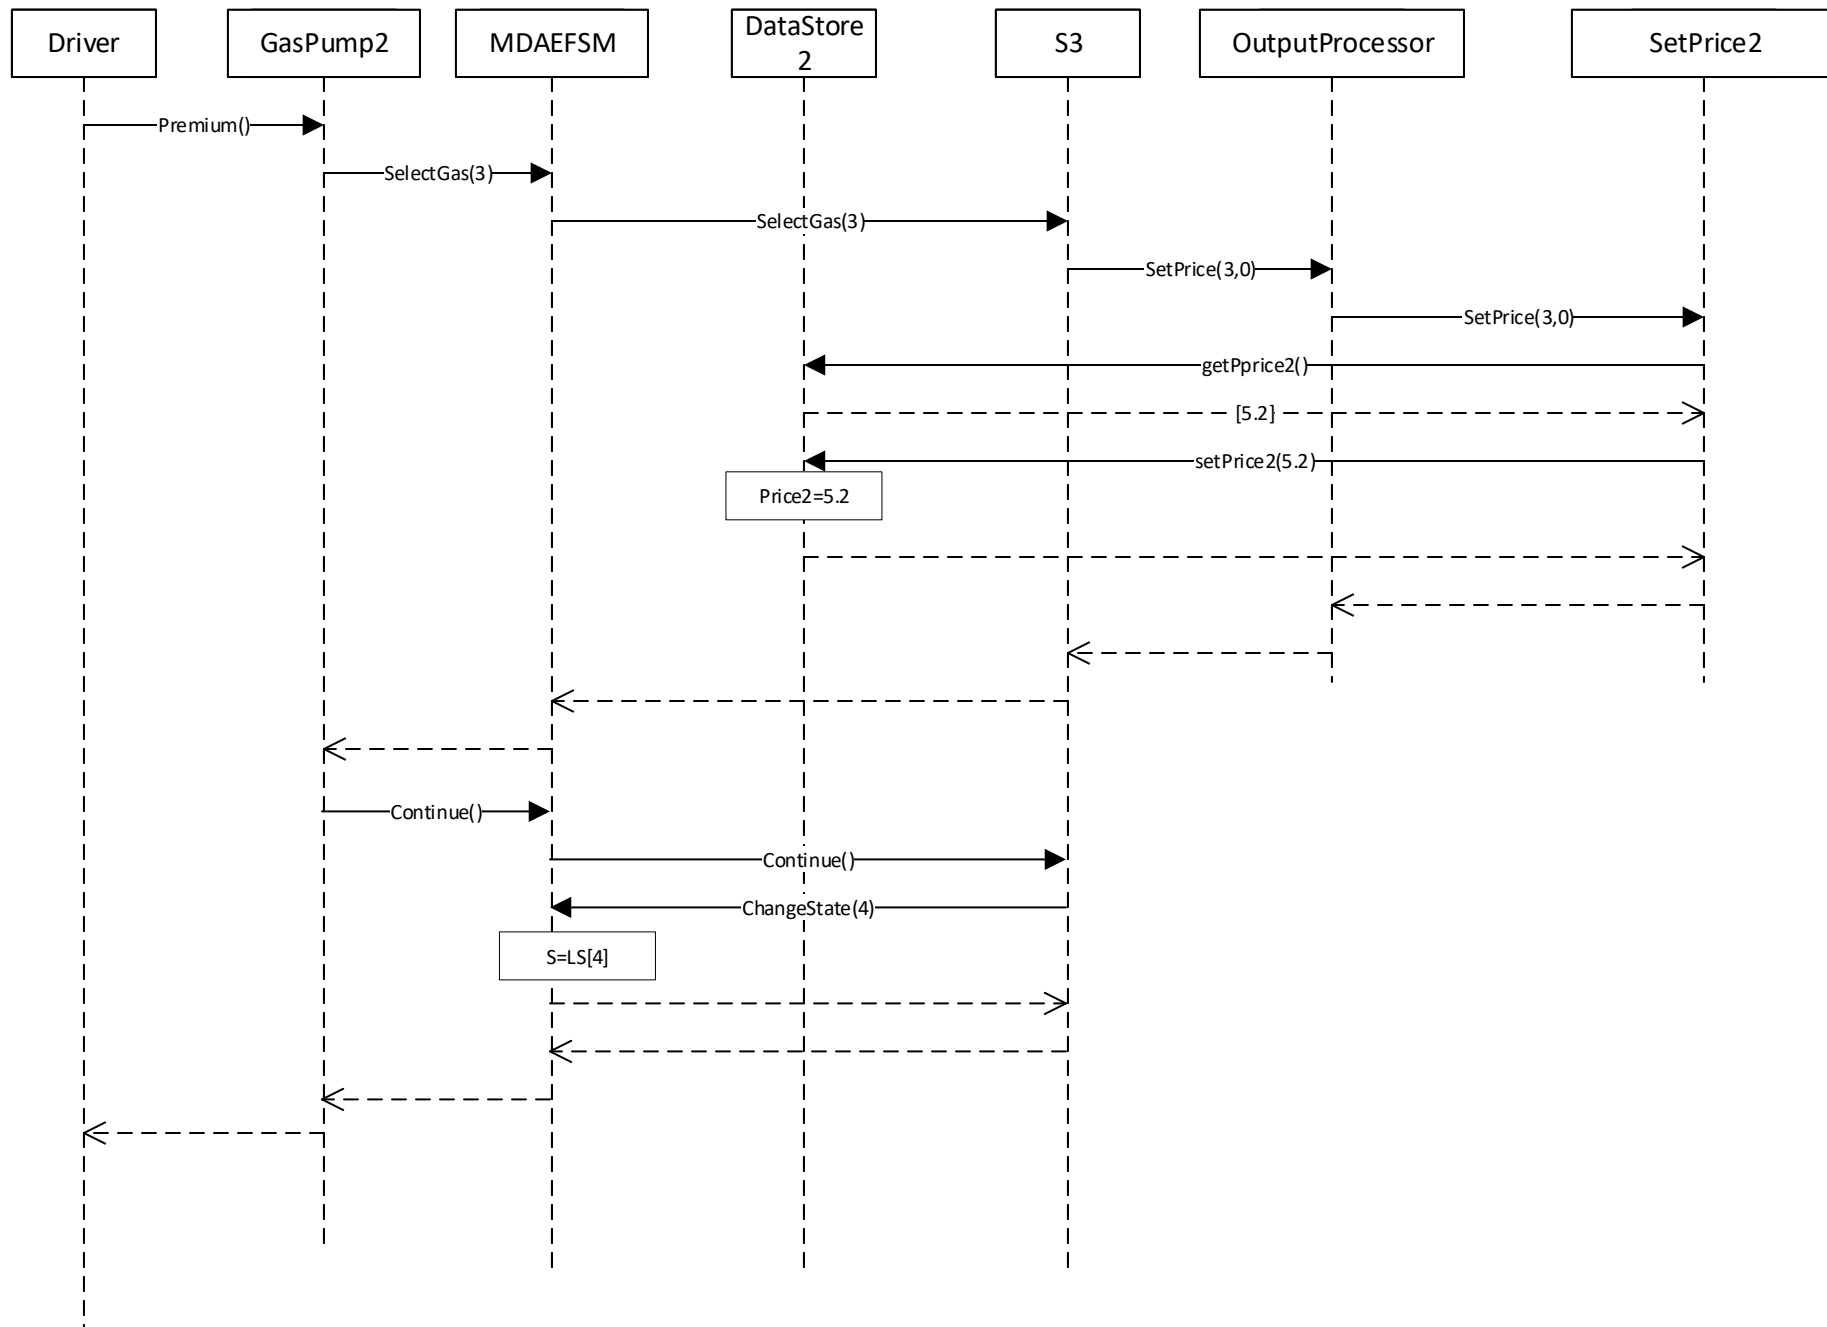 Driver
GasPump2
MDAEFSM
DataStore
2
S3
OutputProcessor
SetPrice2
Premium()
SelectGas(3)
SelectGas(3)
SetPrice(3,0)
SetPrice(3,0)
getPprice2()
[5.2]
setPrice2(5.2)
Price2=5.2
Continue()
Continue()
ChangeState(4)
S=LS[4]